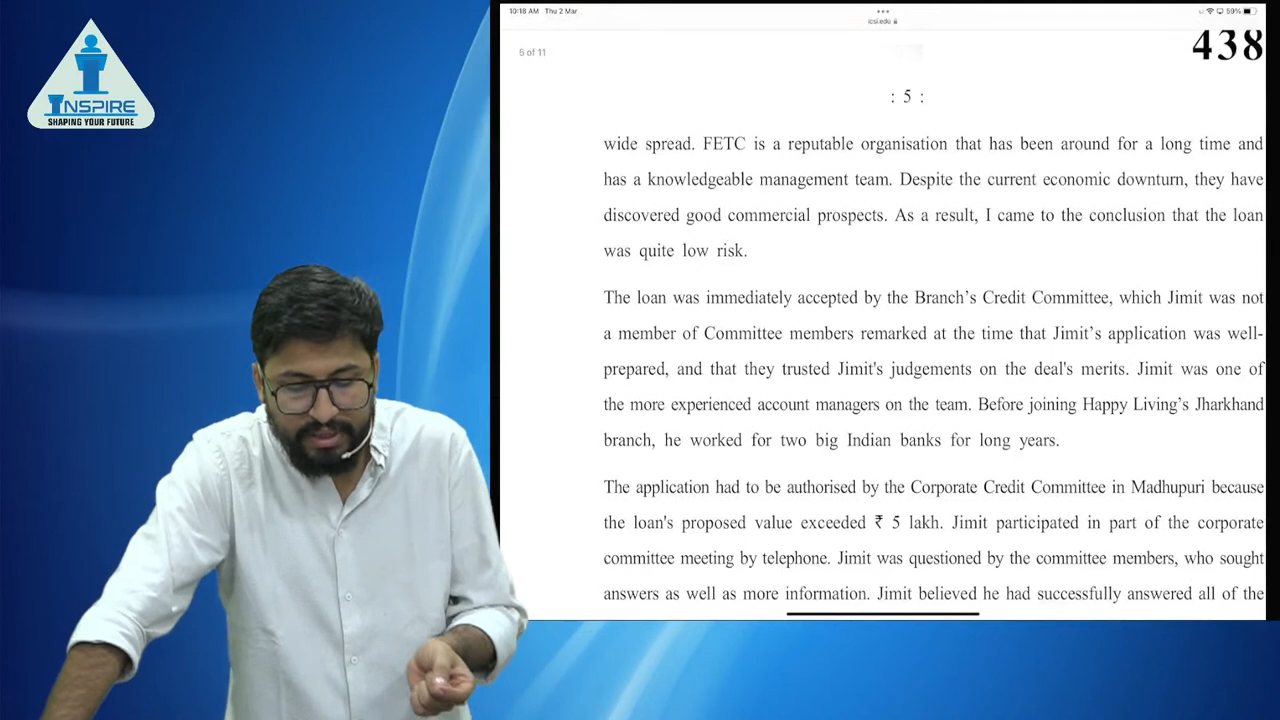 INSPIRE
SHAPING YOUR FUTURE
10:18 AM Thu 2 Mar
icsi.edu
59%
5 of 11
438
: 5 :
wide spread. FETC is a reputable organisation that has been around for a long time and
has a knowledgeable management team. Despite the current economic downturn, they have
discovered good commercial prospects. As a result, I came to the conclusion that the loan
was quite low risk.
The loan was immediately accepted by the Branch's Credit Committee, which Jimit was not
a member of Committee members remarked at the time that Jimit's application was well-
prepared, and that they trusted Jimit's judgements on the deal's merits. Jimit was one of
the more experienced account managers on the team. Before joining Happy Living's Jharkhand
branch, he worked for two big Indian banks for long years.
The application had to be authorised by the Corporate Credit Committee in Madhupuri because
the loan's proposed value exceeded ₹ 5 lakh. Jimit participated in part of the corporate
committee meeting by telephone. Jimit was questioned by the committee members, who sought
answers as well as more information. Jimit believed he had successfully answered all of the